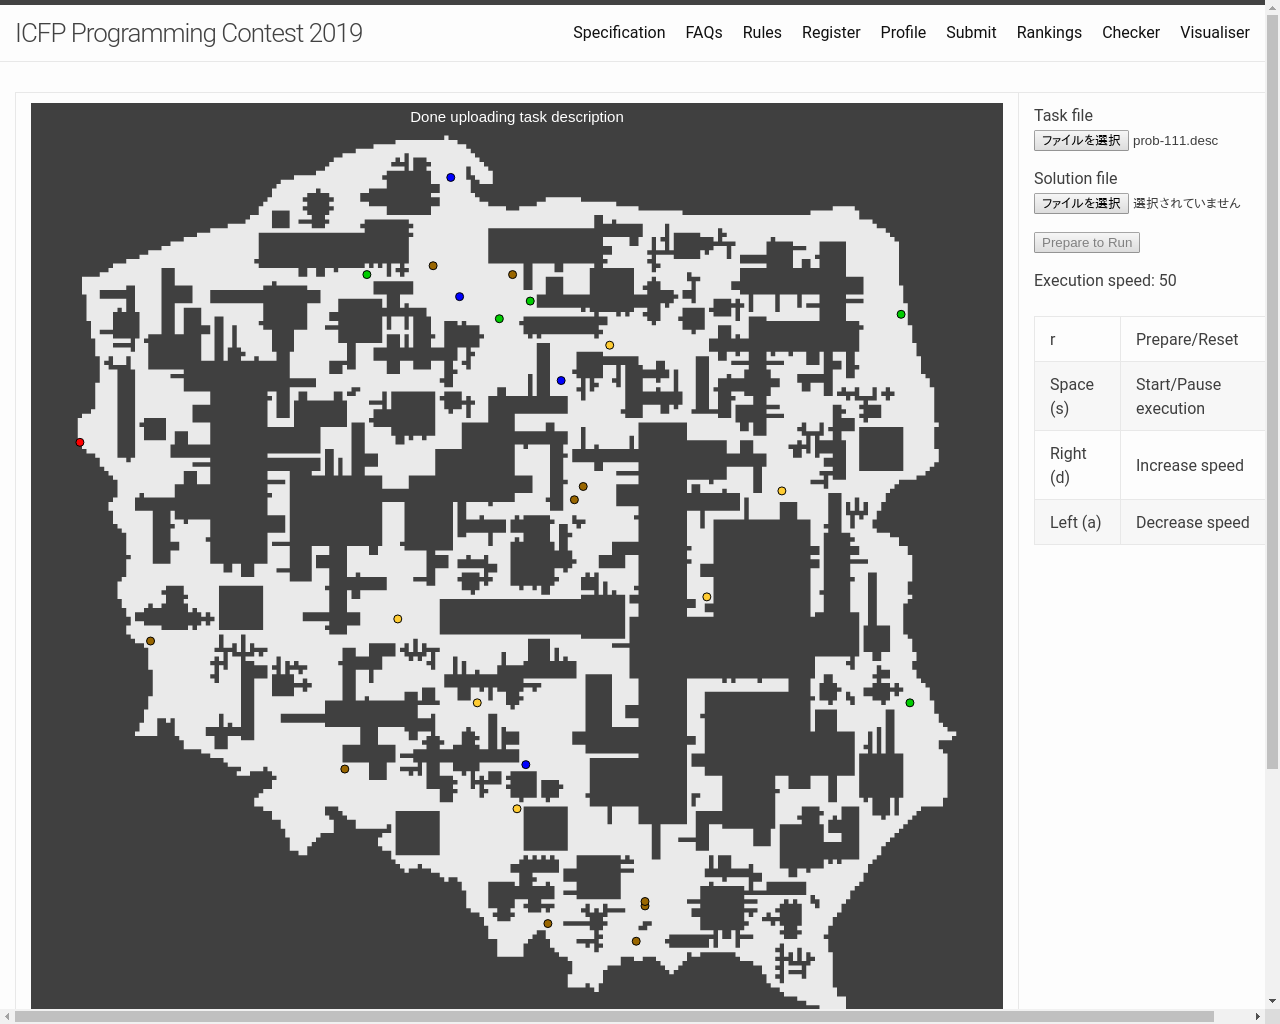 ICFP Programming Contest 2019
Specification FAQs Rules Register Profile Submit Rankings Checker Visualiser
Done uploading task description
Task file
ファイルを選択 prob-111.desc
Solution file
ファイルを選択 選択されていません
Prepare to Run
Execution speed: 50
r Prepare/Reset
Space (s) Start/Pause execution
Right (d) Increase speed
Left (a) Decrease speed